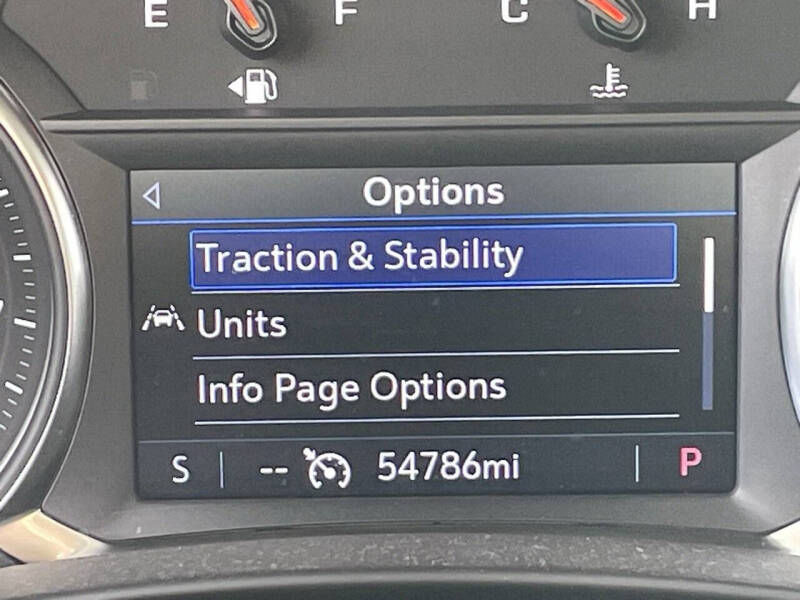 E F C H
Options
Traction & Stability
Units
Info Page Options
S -- 54786mi P